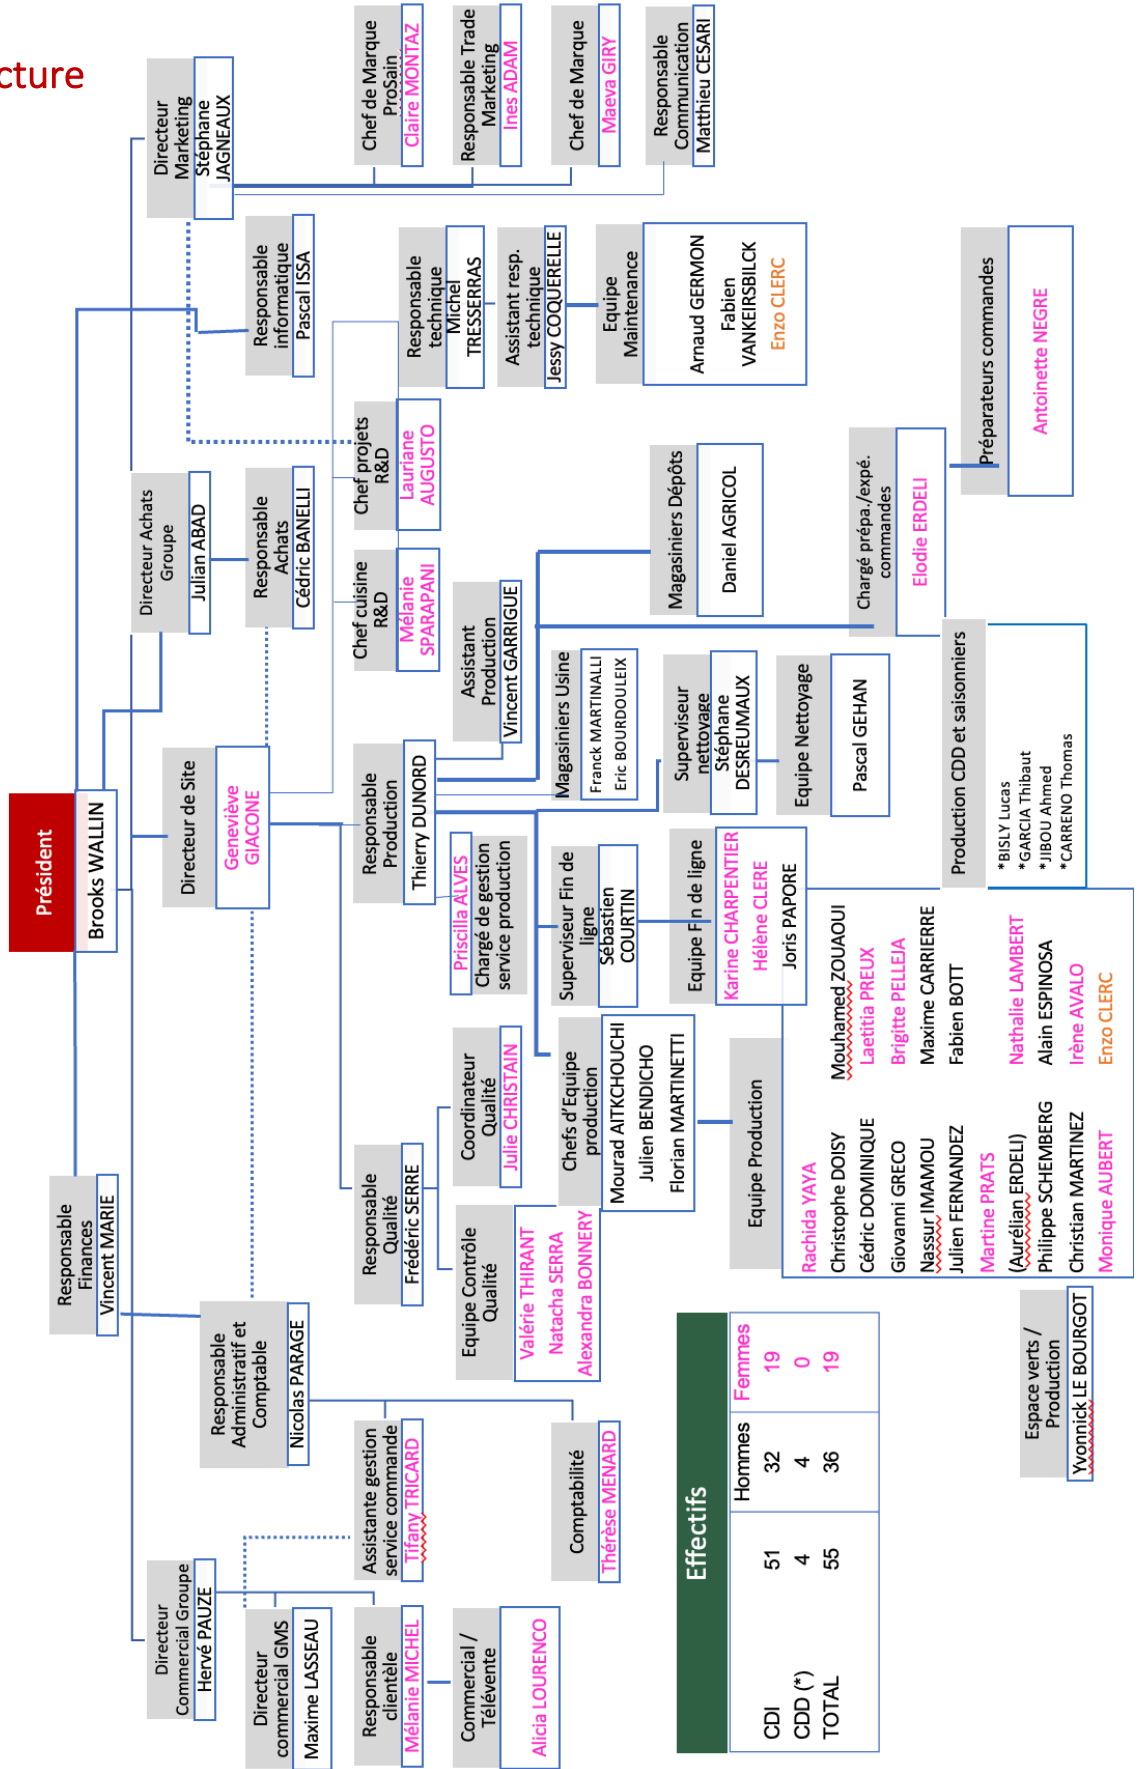 cture
Président
Brooks WALLIN
Responsable
Finances
Vincent MARIE
Directeur
Commercial Groupe
Hervé PAUZE
Directeur
commercial GMS
Maxime LASSEAU
Responsable
clientèle
Mélanie MICHEL
Commercial /
Télévente
Alicia LOURENCO
Responsable
Administratif et
Comptable
Nicolas PARAGE
Assistante gestion
service commande
Tifany TRICARD
Comptabilité
Thérèse MENARD
Directeur de Site
Geneviève
GIACONE
Responsable
Qualité
Frédéric SERRE
Equipe Contrôle
Qualité
Valérie THIRANT
Natacha SERRA
Alexandra BONNERY
Coordinateur
Qualité
Julie CHRISTAIN
Responsable
Production
Thierry DUNORD
Priscilla ALVES
Chargé de gestion
service production
Chefs d'Equipe
production
Mourad AITKCHOUCHI
Julien BENDICHO
Florian MARTINETTI
Superviseur Fin de
ligne
Sébastien
COURTIN
Equipe Fin de ligne
Karine CHARPENTIER
Hélène CLERE
Joris PAPORE
Equipe Production
Rachida YAYA
Christophe DOISY
Mouhamed ZOUAOUI
Cédric DOMINIQUE
Laetitia PREUX
Giovanni GRECO
Brigitte PELLEJA
Nassur IMAMOU
Maxime CARRIERRE
Julien FERNANDEZ
Fabien BOTT
Martine PRATS
(Aurélian ERDELI)
Nathalie LAMBERT
Philippe SCHEMBERG
Alain ESPINOSA
Christian MARTINEZ
Irène AVALO
Monique AUBERT
Enzo CLERC
Assistant
Production
Vincent GARRIGUE
Magasiniers Usine
Franck MARTINALLI
Eric BOURDOULEIX
Superviseur
nettoyage
Stéphane
DESREUMAUX
Equipe Nettoyage
Pascal GEHAN
Production CDD et saisonniers
*BISLY Lucas
*GARCIA Thibaut
*JIBOU Ahmed
*CARRENO Thomas
Magasiniers Dépôts
Daniel AGRICOL
Chargé prépa./expé.
commandes
Elodie ERDELI
Préparateurs commandes
Antoinette NEGRE
Directeur Achats
Groupe
Julian ABAD
Responsable
Achats
Cédric BANELLI
Chef cuisine
R&D
Mélanie
SPARAPANI
Chef projets
R&D
Lauriane
AUGUSTO
Responsable
informatique
Pascal ISSA
Responsable
technique
Michel
TRESSERRAS
Assistant resp.
technique
Jessy COQUERELLE
Equipe
Maintenance
Arnaud GERMON
Fabien
VANKEIRSBILCK
Enzo CLERC
Directeur
Marketing
Stéphane
JAGNEAUX
Chef de Marque
ProSain
Claire MONTAZ
Responsable Trade
Marketing
Ines ADAM
Chef de Marque
Maeva GIRY
Responsable
Communication
Matthieu CESARI
Effectifs
Hommes Femmes
CDI 51 32 19
CDD (*) 4 4 0
TOTAL 55 36 19
Espace verts /
Production
Yvonnick LE BOURGOT